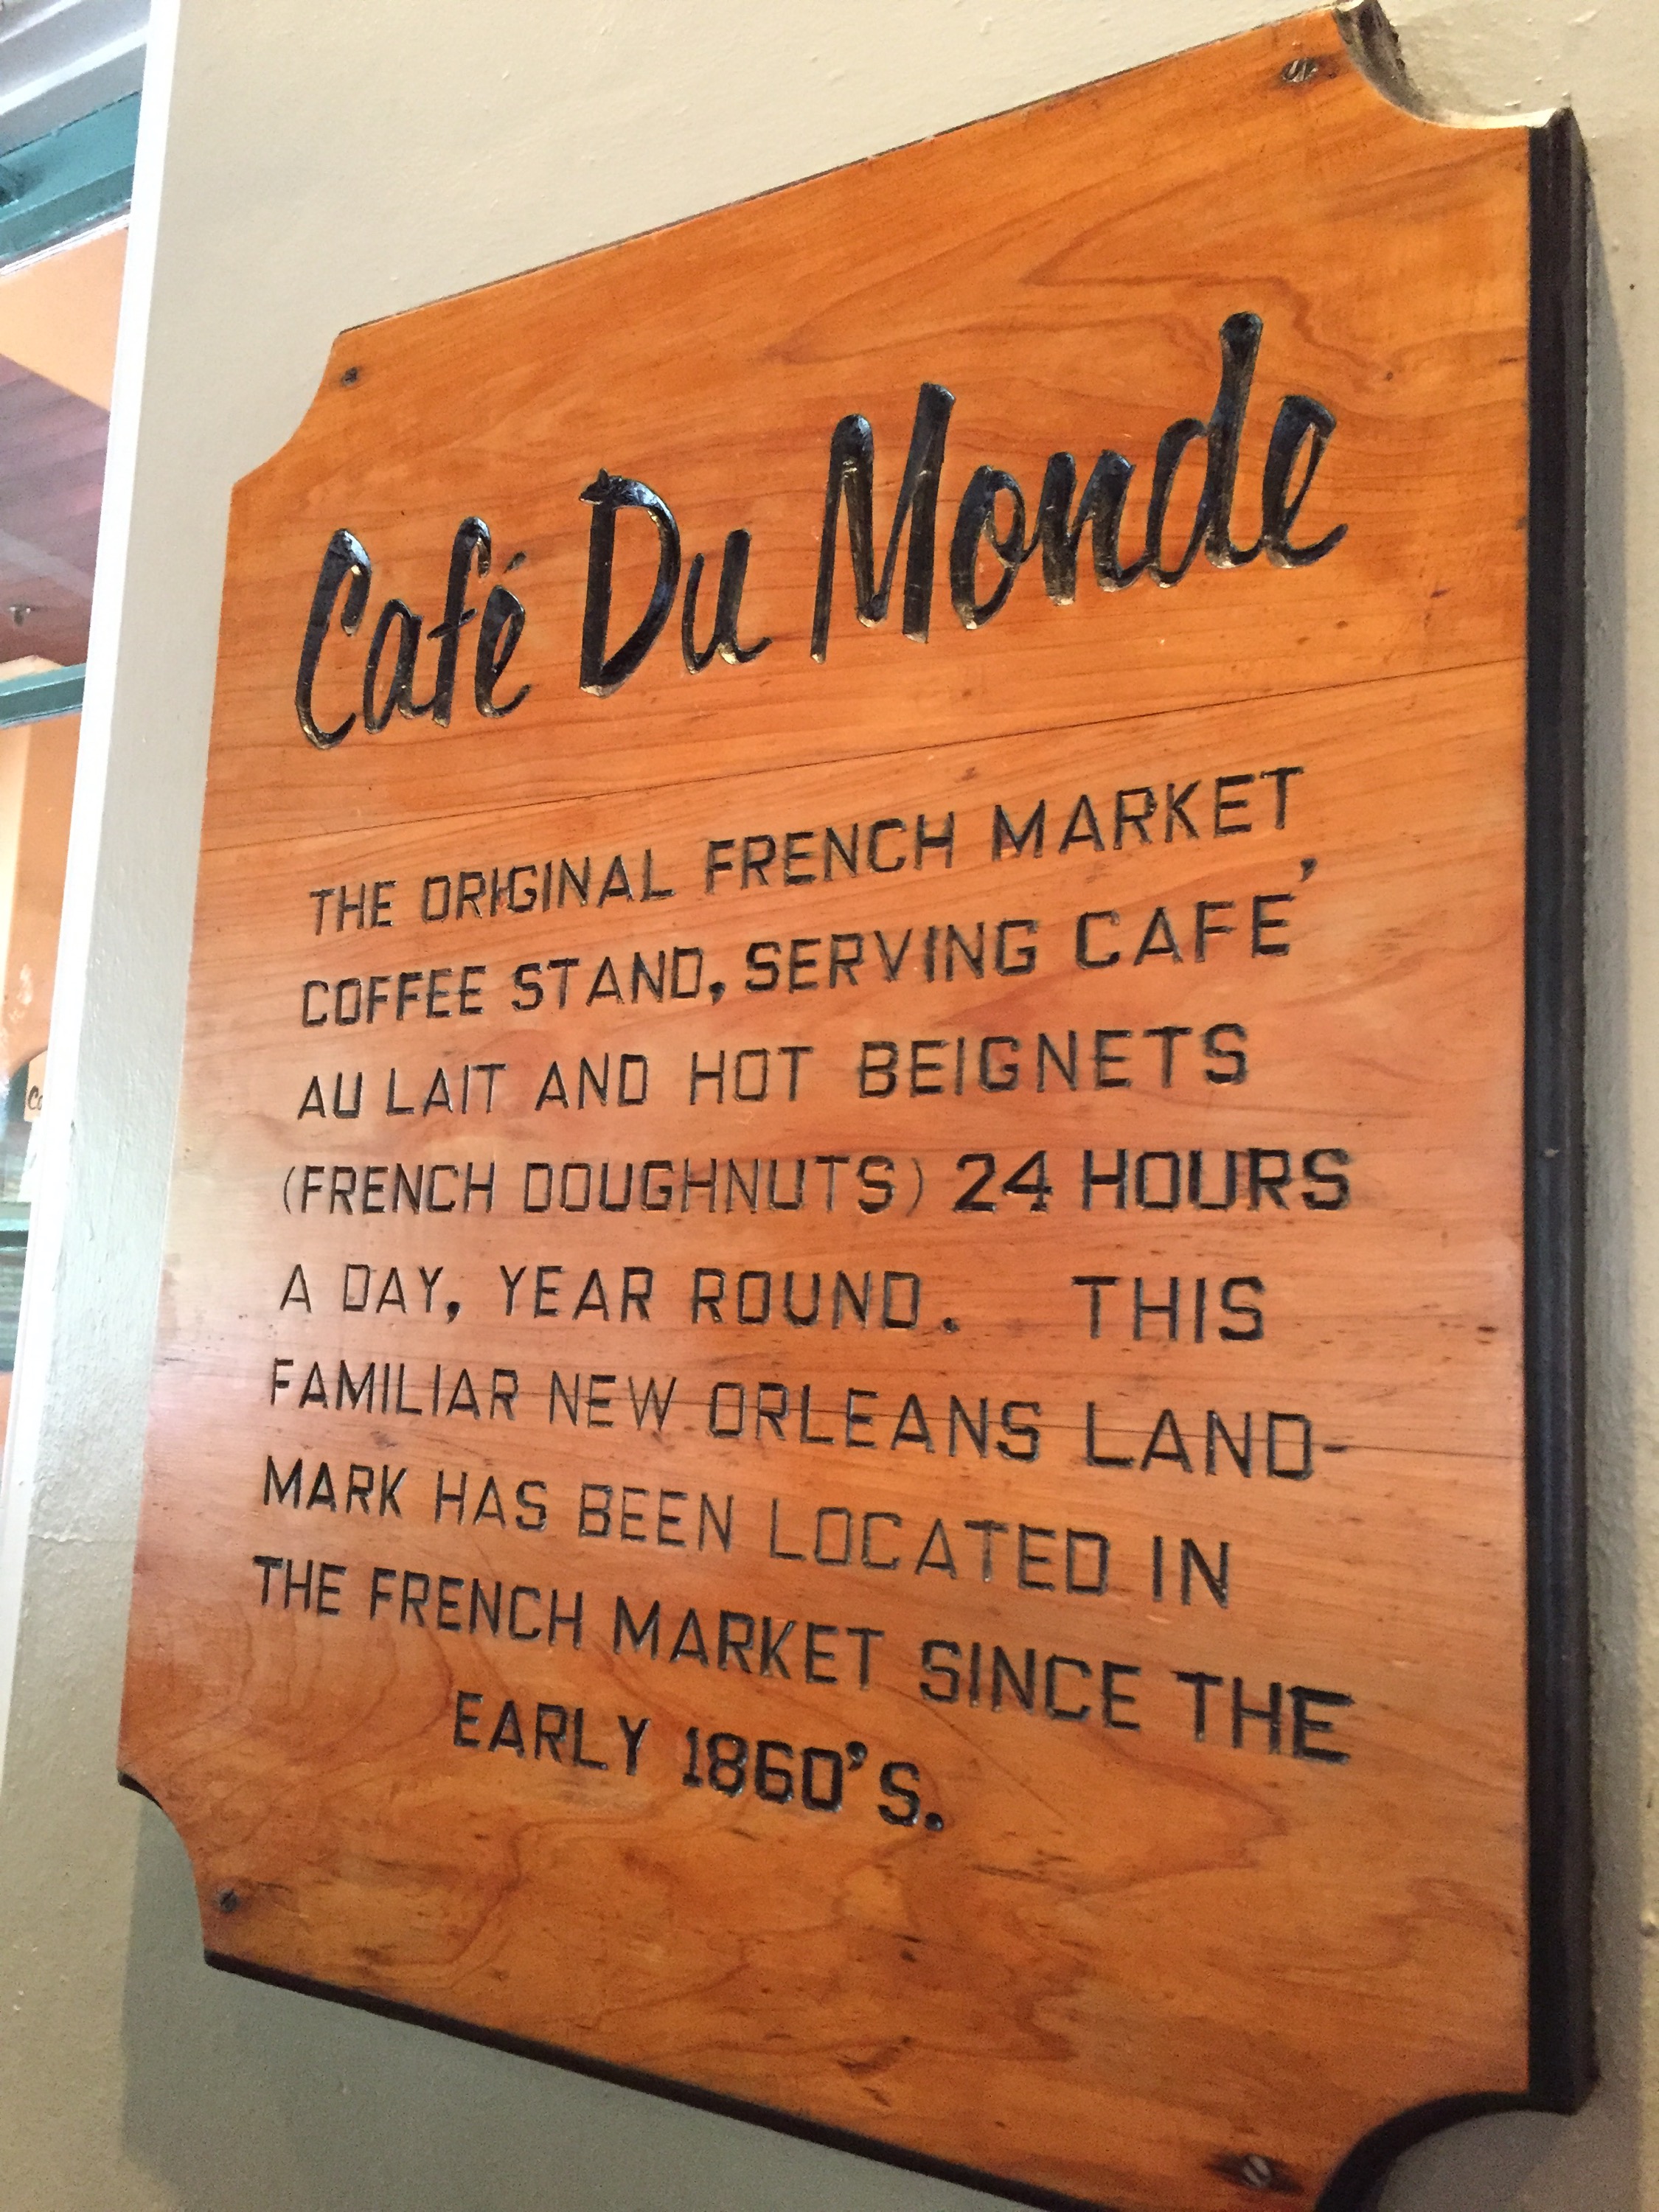 Café Du Monde
THE ORIGINAL FRENCH MARKET
COFFEE STAND, SERVING CAFE'
AU LAIT AND HOT BEIGNETS
(FRENCH DOUGHNUTS) 24 HOURS
A DAY, YEAR ROUND. THIS
FAMILIAR NEW ORLEANS LAND-
MARK HAS BEEN LOCATED IN
THE FRENCH MARKET SINCE THE
EARLY 1860'S.